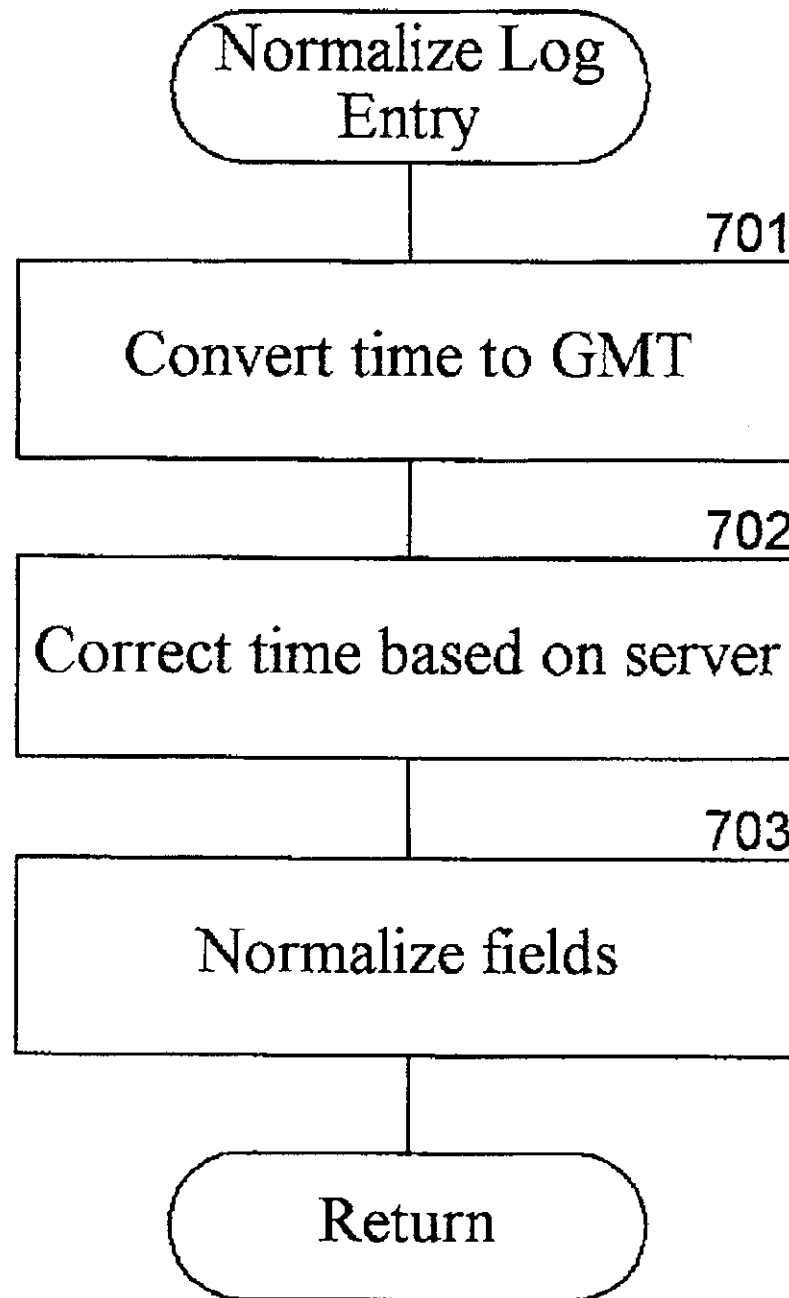 Normalize Log
Entry
701
Convert time to GMT
702
Correct time based on server
703
Normalize fields
Return